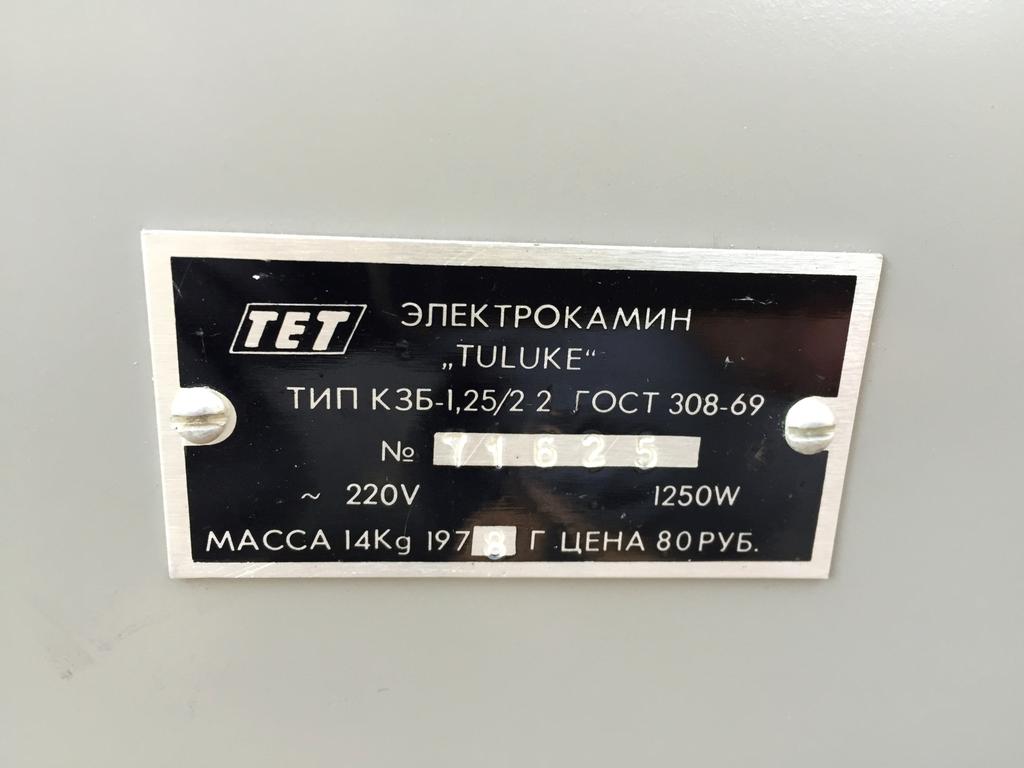 TET ЭЛЕКТРОКАМИН
„TULUKE“
ТИП КЗБ-1,25/2 2 ГОСТ 308-69
№ 71625
~ 220V 1250W
МАССА 14Kg 1978 Г ЦЕНА 80 РУБ.